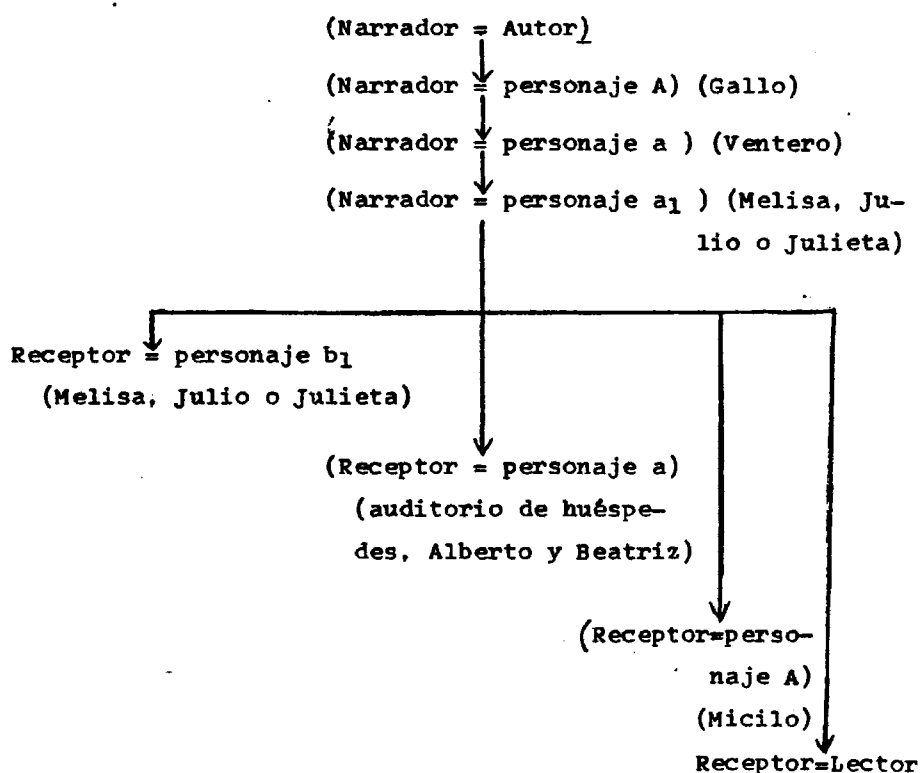 (Narrador = Autor)
(Narrador = personaje A) (Gallo)
(Narrador = personaje a ) (Ventero)
(Narrador = personaje a1 ) (Melisa, Ju-
lio o Julieta)
Receptor = personaje b1
(Melisa, Julio o Julieta)
(Receptor = personaje a)
(auditorio de huéspe-
des, Alberto y Beatriz)
(Receptor=perso-
naje A)
(Micilo)
Receptor=Lector